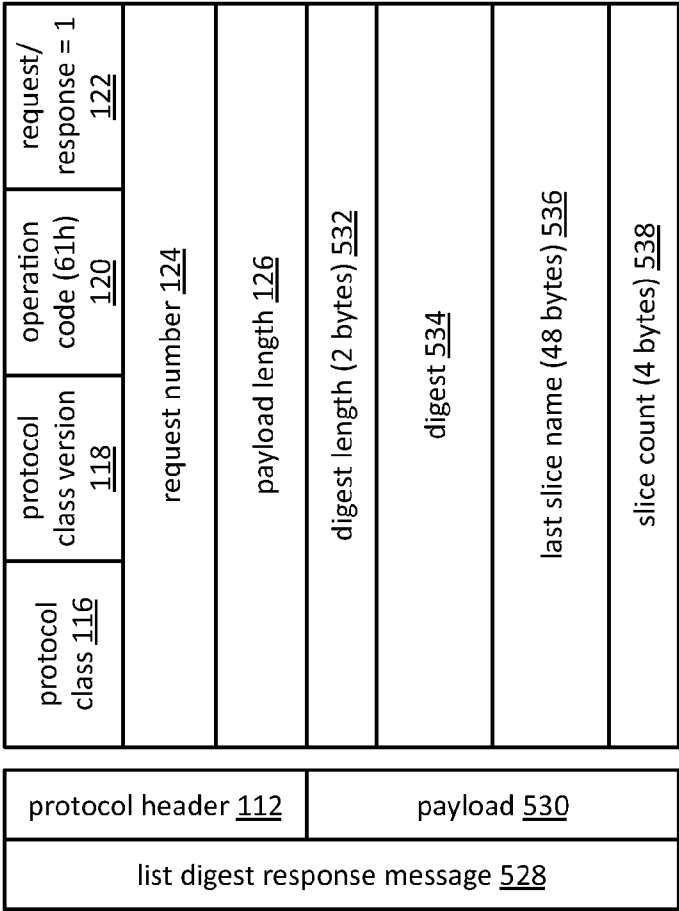 protocol
class 116
protocol
class version
118
operation
code (61h)
120
request/
response = 1
122
request number 124
payload length 126
digest length (2 bytes) 532
digest 534
last slice name (48 bytes) 536
slice count (4 bytes) 538
protocol header 112
payload 530
list digest response message 528